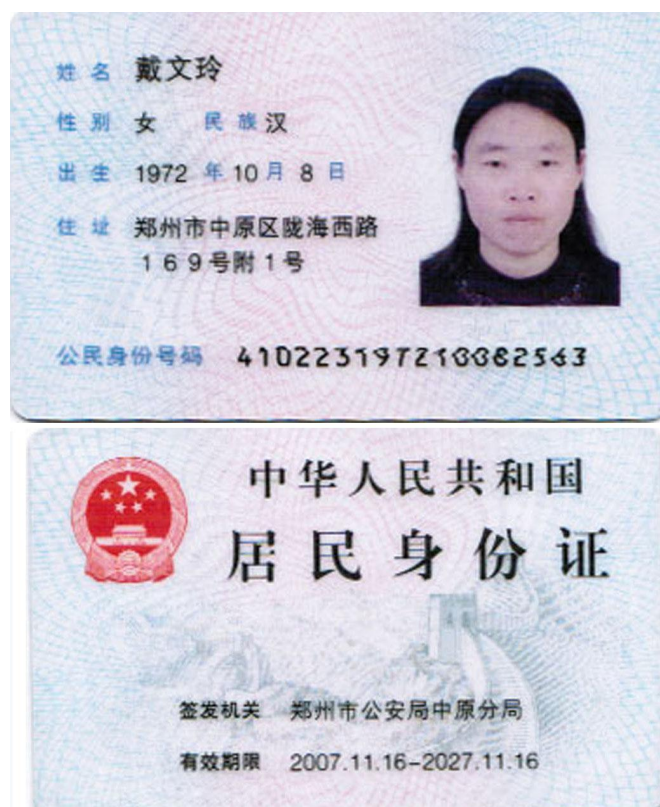 姓名 戴文玲
性别 女 民族 汉
出生 1972 年 10 月 8 日
住址 郑州市中原区陇海西路
169号附1号
公民身份号码 410223197210082563
中华人民共和国
居民身份证
签发机关 郑州市公安局中原分局
有效期限 2007.11.16-2027.11.16